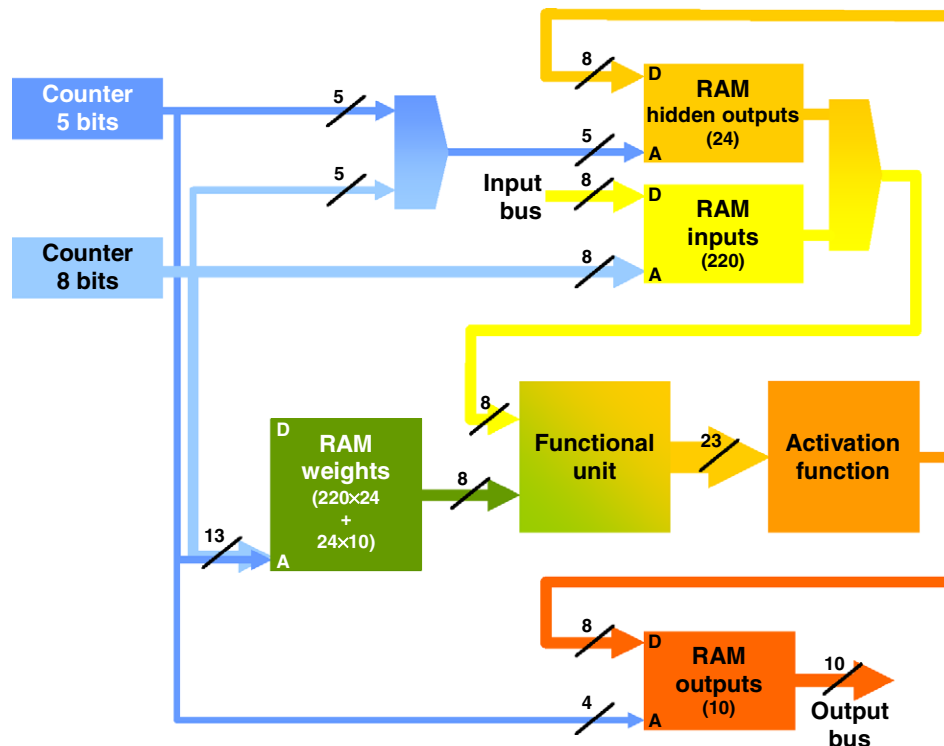 Counter
5 bits
5
5
8
D
RAM
hidden outputs
(24)
5
A
Input
bus
8
D
RAM
inputs
(220)
Counter
8 bits
8
A
D
RAM
weights
(220×24
+
24×10)
13
A
8
8
Functional
unit
23
Activation
function
8
D
RAM
outputs
(10)
4
A
10
Output
bus